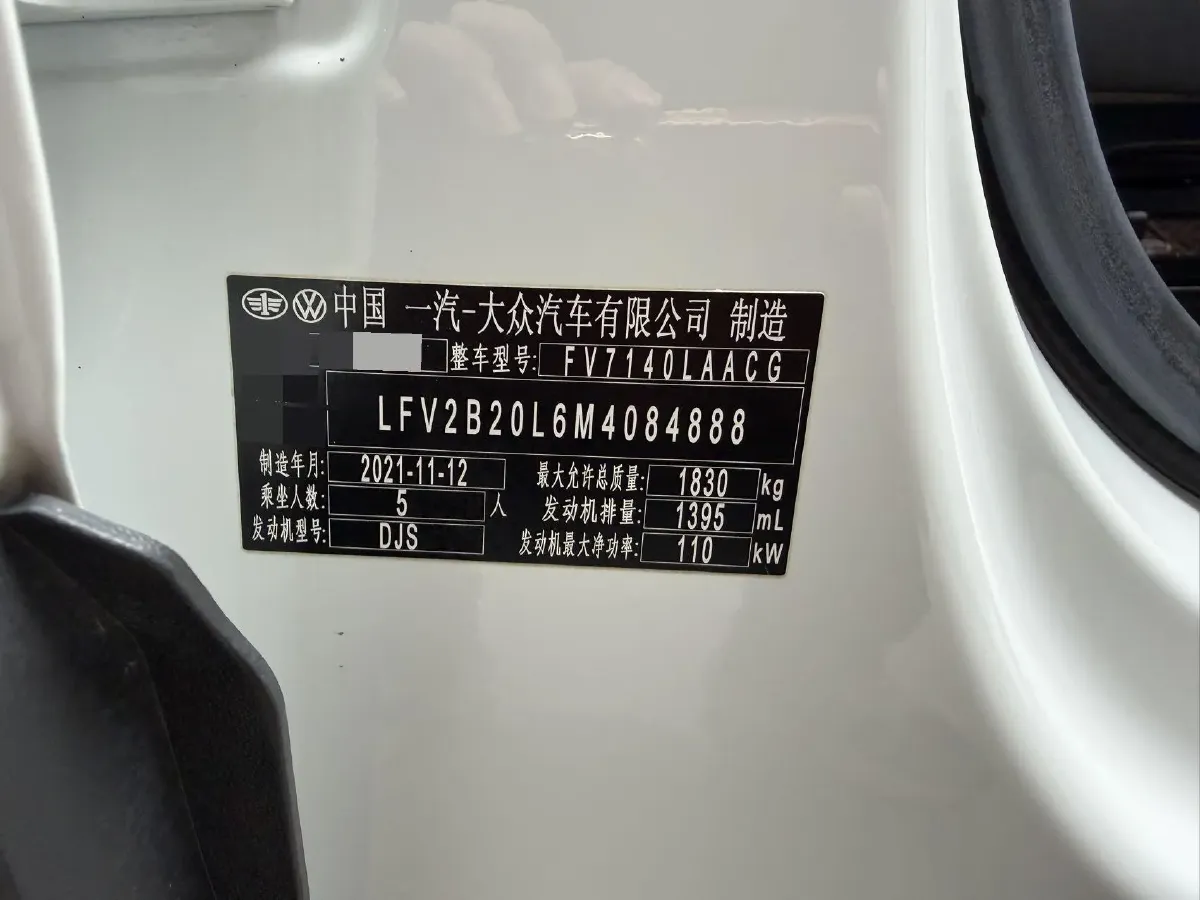 中国 一汽-大众汽车有限公司 制造
整车型号: FV7140LAACG
LFV2B20L6M4084888
制造年月: 2021-11-12 最大允许总质量: 1830 kg
乘坐人数: 5 人 发动机排量: 1395 mL
发动机型号: DJS 发动机最大净功率: 110 kW